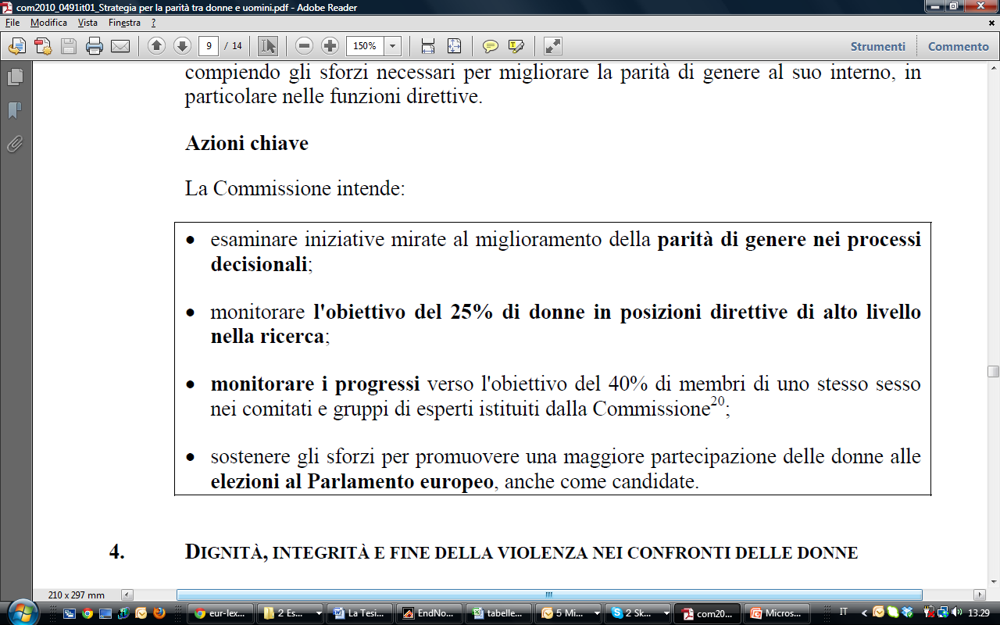 com2010_0491it01_Strategia per la parità tra donne e uomini.pdf - Adobe Reader
File Modifica Vista Finestra ?
9 / 14 150% Strumenti Commento
compiendo gli sforzi necessari per migliorare la parità di genere al suo interno, in
particolare nelle funzioni direttive.
Azioni chiave
La Commissione intende:
• esaminare iniziative mirate al miglioramento della parità di genere nei processi
decisionali;
• monitorare l'obiettivo del 25% di donne in posizioni direttive di alto livello
nella ricerca;
• monitorare i progressi verso l'obiettivo del 40% di membri di uno stesso sesso
nei comitati e gruppi di esperti istituiti dalla Commissione20;
• sostenere gli sforzi per promuovere una maggiore partecipazione delle donne alle
elezioni al Parlamento europeo, anche come candidate.
4. DIGNITÀ, INTEGRITÀ E FINE DELLA VIOLENZA NEI CONFRONTI DELLE DONNE
210 x 297 mm
eur-lex... 2 Es... La Tesi... EndNo... tabelle... 5 Mi... 2 Sk... com20... Micros... IT 13.29